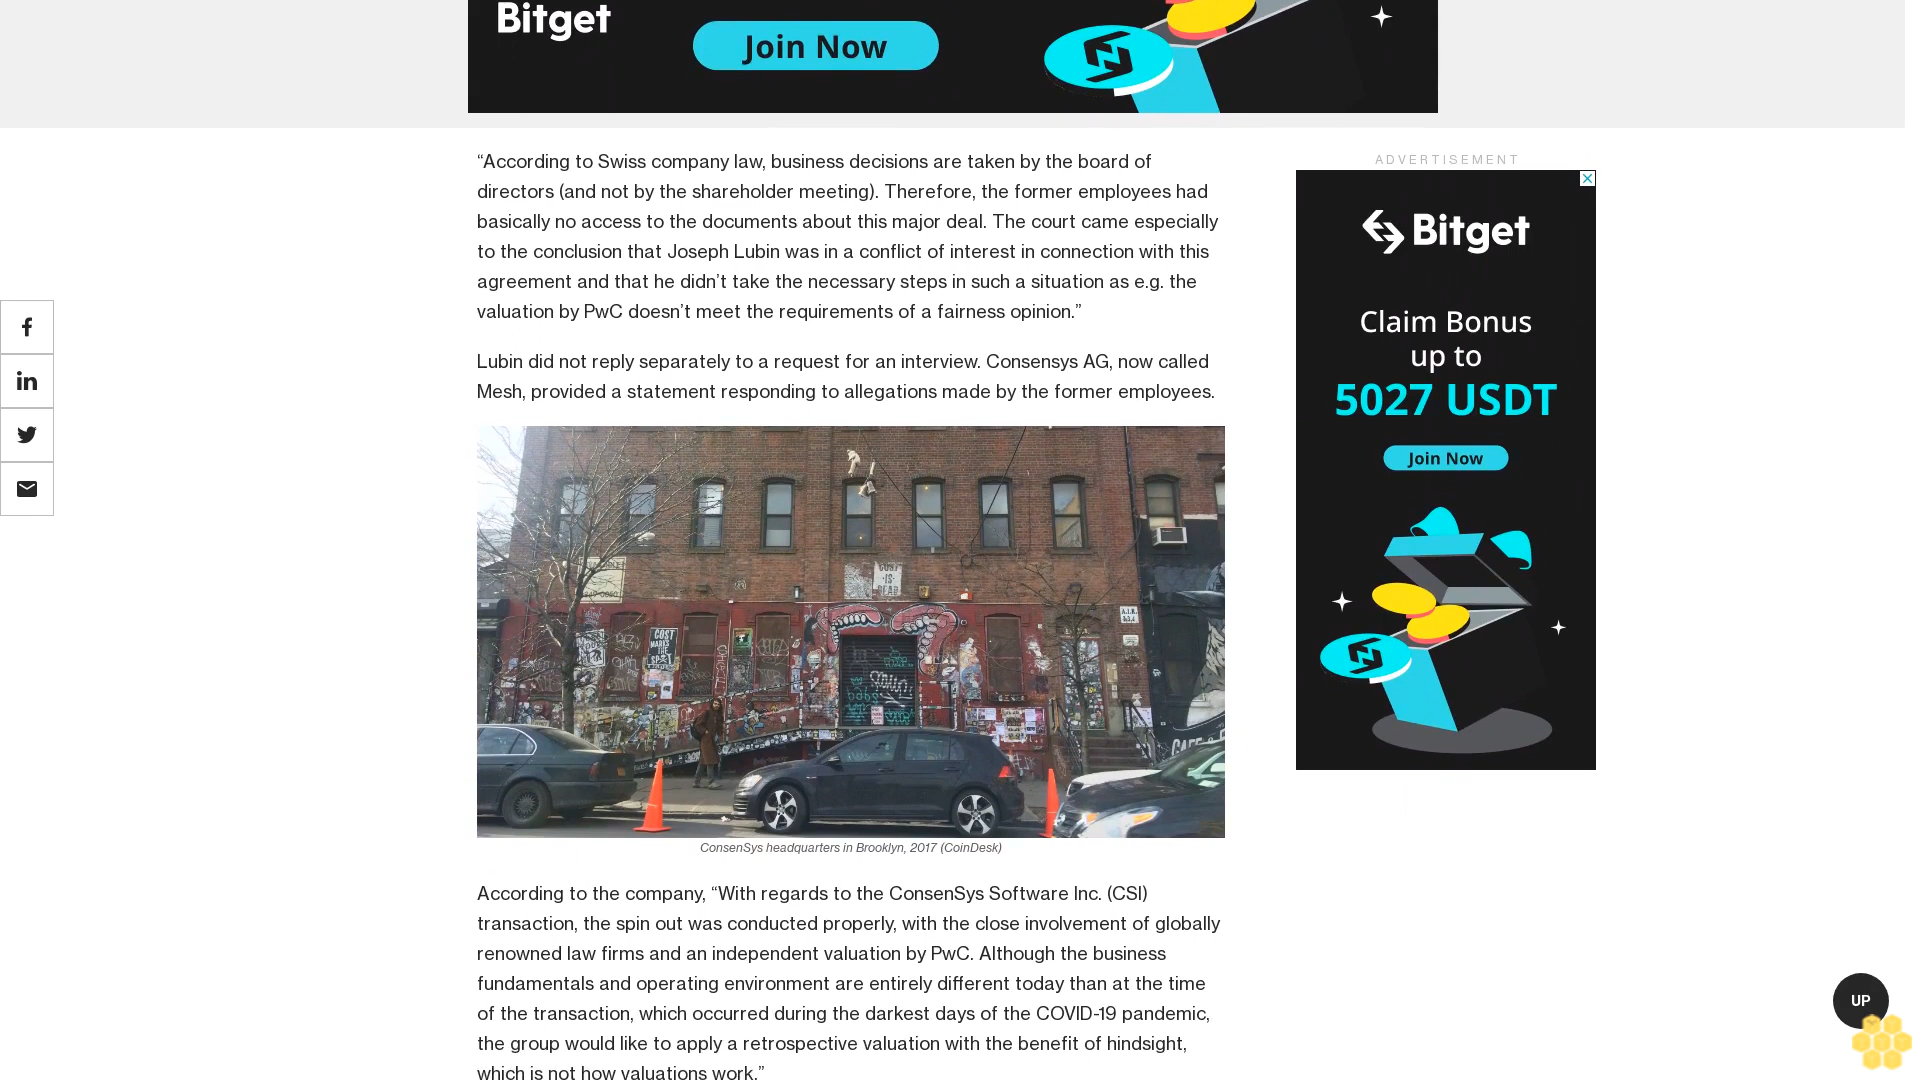 Bitget
Join Now
“According to Swiss company law, business decisions are taken by the board of
directors (and not by the shareholder meeting). Therefore, the former employees had
basically no access to the documents about this major deal. The court came especially
to the conclusion that Joseph Lubin was in a conflict of interest in connection with this
agreement and that he didn’t take the necessary steps in such a situation as e.g. the
valuation by PwC doesn’t meet the requirements of a fairness opinion.”
Lubin did not reply separately to a request for an interview. Consensys AG, now called
Mesh, provided a statement responding to allegations made by the former employees.
COST
IS
DEAD
COST
MARKS
THE
SPOT
A.I.R.
CAFE
ConsenSys headquarters in Brooklyn, 2017 (CoinDesk)
According to the company, “With regards to the ConsenSys Software Inc. (CSI)
transaction, the spin out was conducted properly, with the close involvement of globally
renowned law firms and an independent valuation by PwC. Although the business
fundamentals and operating environment are entirely different today than at the time
of the transaction, which occurred during the darkest days of the COVID-19 pandemic,
the group would like to apply a retrospective valuation with the benefit of hindsight,
which is not how valuations work.”
ADVERTISEMENT
Bitget
Claim Bonus
up to
5027 USDT
Join Now
UP